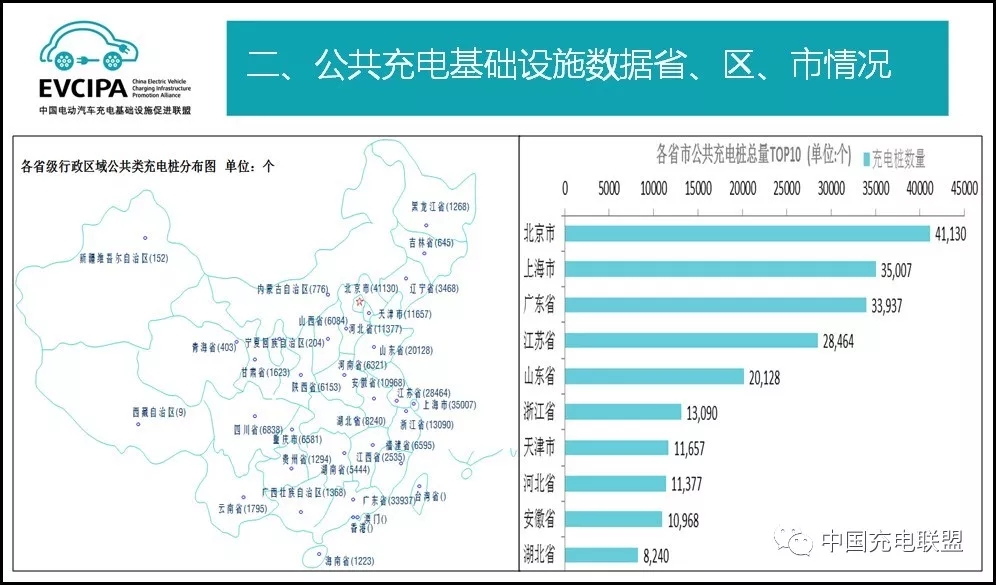 EVCIPA
China Electric Vehicle
Charging Infrastructure
Promotion Alliance
中国电动汽车充电基础设施促进联盟
二、公共充电基础设施数据省、区、市情况
各省级行政区域公共类充电桩分布图 单位：个
黑龙江省(1268)
吉林省(645)
新疆维吾尔自治区(152)
内蒙古自治区(776)
北京市(41130)
辽宁省(3468)
天津市(11657)
山西省(6084)
河北省(11377)
青海省(403)
宁夏回族自治区(204)
山东省(20128)
甘肃省(1623)
河南省(6321)
陕西省(6153)
安徽省(10968)
江苏省(28464)
上海市(35007)
西藏自治区(9)
湖北省(8240)
浙江省(13090)
四川省(6838)
重庆市(6581)
福建省(6595)
贵州省(1294)
江西省(2535)
湖南省(5444)
广西壮族自治区(1368)
广东省(33937)
台湾省()
云南省(1795)
澳门()
香港()
海南省(1223)
各省市公共充电桩总量TOP10 (单位:个)
充电桩数量
0 5000 10000 15000 20000 25000 30000 35000 40000 45000
北京市 41,130
上海市 35,007
广东省 33,937
江苏省 28,464
山东省 20,128
浙江省 13,090
天津市 11,657
河北省 11,377
安徽省 10,968
湖北省 8,240
中国充电联盟